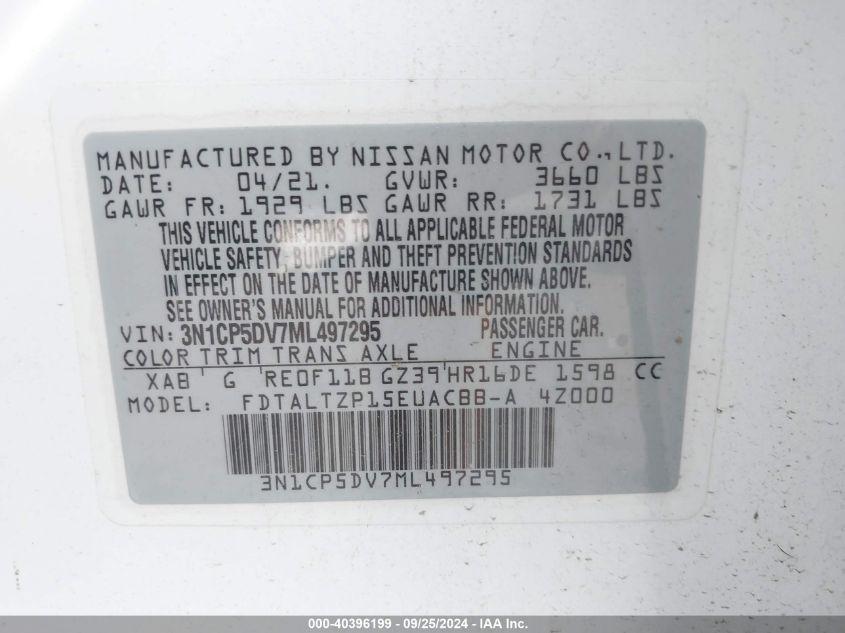 MANUFACTURED BY NISSAN MOTOR CO., LTD.
DATE: 04/21. GVWR: 3660 LBS
GAWR FR: 1929 LBS GAWR RR: 1731 LBS
THIS VEHICLE CONFORMS TO ALL APPLICABLE FEDERAL MOTOR
VEHICLE SAFETY, BUMPER AND THEFT PREVENTION STANDARDS
IN EFFECT ON THE DATE OF MANUFACTURE SHOWN ABOVE.
SEE OWNER'S MANUAL FOR ADDITIONAL INFORMATION.
VIN: 3N1CP5DV7ML497295 PASSENGER CAR.
COLOR TRIM TRANS AXLE ENGINE
XAB G RE0F11B GZ39 HR16DE 1598 CC
MODEL: FDTALTZP15EUACBB-A 4Z000
3N1CP5DV7ML497295
000-40396199 - 09/25/2024 - IAA Inc.